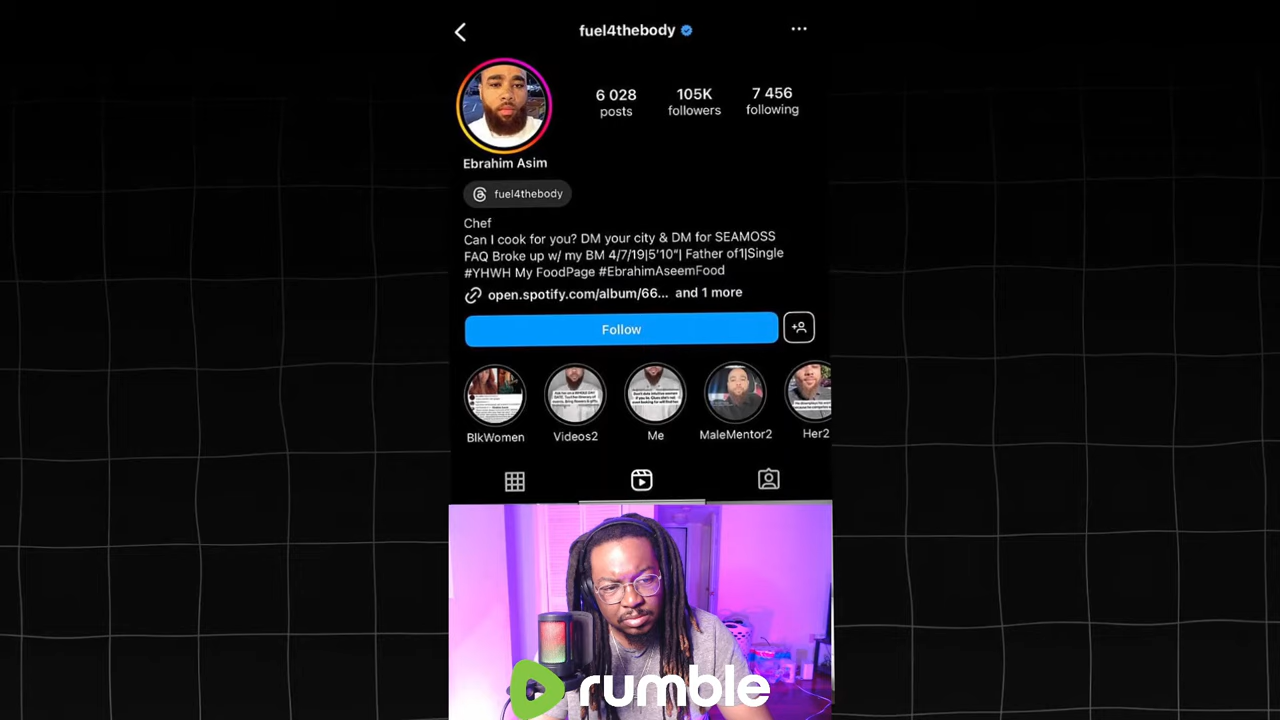 fuel4thebody
6 028
posts
105K
followers
7 456
following
Ebrahim Asim
fuel4thebody
Chef
Can I cook for you? DM your city & DM for SEAMOSS
FAQ Broke up w/ my BM 4/7/19|5'10"| Father of1|Single
#YHWH My FoodPage #EbrahimAseemFood
open.spotify.com/album/66... and 1 more
Follow
BlkWomen
Videos2
Me
MaleMentor2
Her2
rumble